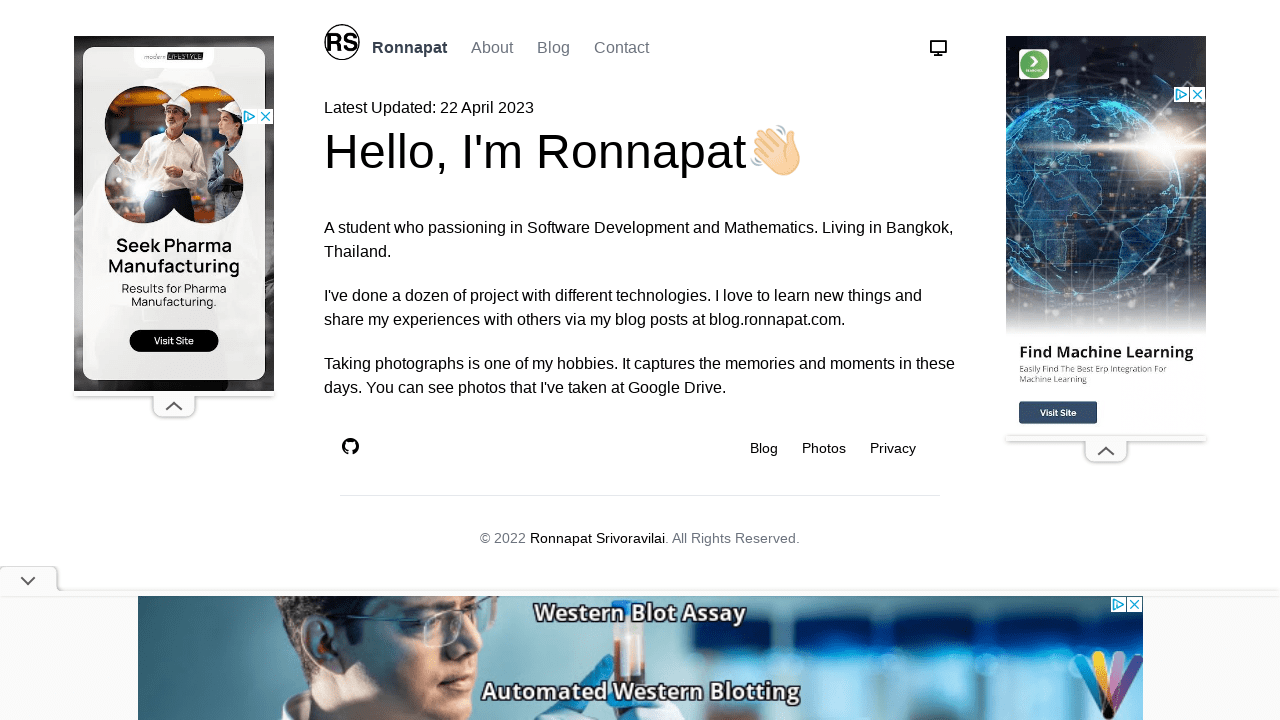 RS
Ronnapat
About
Blog
Contact
Latest Updated: 22 April 2023
Hello, I'm Ronnapat👋🏻
A student who passioning in Software Development and Mathematics. Living in Bangkok,
Thailand.
I've done a dozen of project with different technologies. I love to learn new things and
share my experiences with others via my blog posts at blog.ronnapat.com.
Taking photographs is one of my hobbies. It captures the memories and moments in these
days. You can see photos that I've taken at Google Drive.
Blog
Photos
Privacy
© 2022 Ronnapat Srivoravilai. All Rights Reserved.
modern LIFESTYLE
Seek Pharma
Manufacturing
Results for Pharma
Manufacturing.
Visit Site
Find Machine Learning
Easily Find The Best Erp Integration For
Machine Learning
Visit Site
Western Blot Assay
Automated Western Blotting